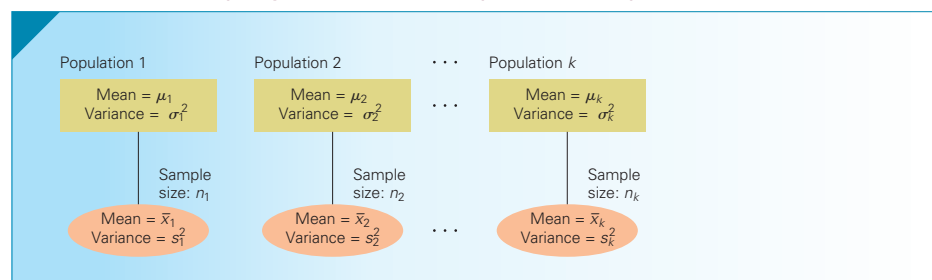 Population 1 Population 2 · · · Population k
Mean = μ₁ Mean = μ₂ · · · Mean = μₖ
Variance = σ₁² Variance = σ₂² Variance = σₖ²
Sample Sample Sample
size: n₁ size: n₂ size: nₖ
Mean = x̄₁ Mean = x̄₂ · · · Mean = x̄ₖ
Variance = s₁² Variance = s₂² Variance = sₖ²